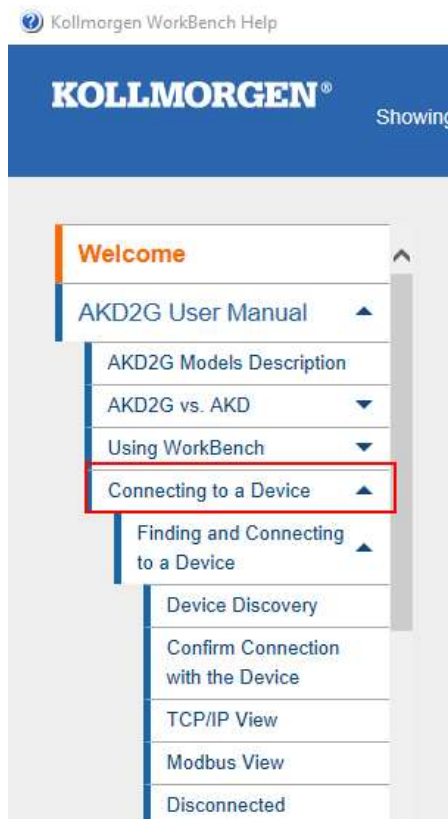 Kollmorgen WorkBench Help
KOLLMORGEN®
Showing
Welcome
AKD2G User Manual
AKD2G Models Description
AKD2G vs. AKD
Using WorkBench
Connecting to a Device
Finding and Connecting
to a Device
Device Discovery
Confirm Connection
with the Device
TCP/IP View
Modbus View
Disconnected